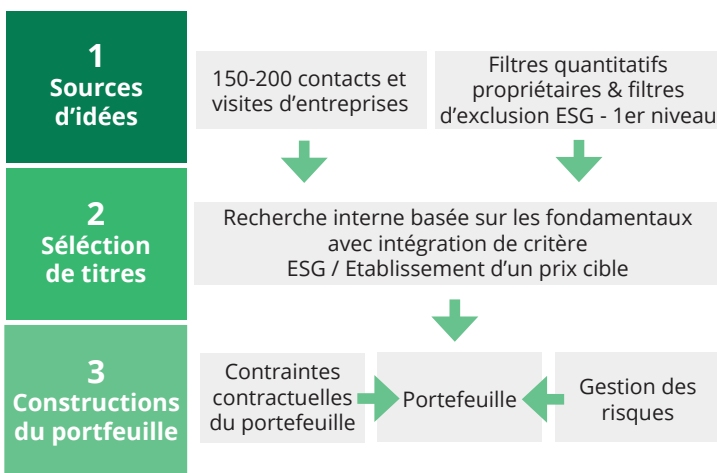 1
Sources
d'idées
150-200 contacts et
visites d'entreprises
Filtres quantitatifs
propriétaires & filtres
d'exclusion ESG - 1er niveau
2
Séléction
de titres
Recherche interne basée sur les fondamentaux
avec intégration de critère
ESG / Etablissement d'un prix cible
3
Constructions
du portfeuille
Contraintes
contractuelles
du portefeuille
Portefeuille
Gestion des
risques